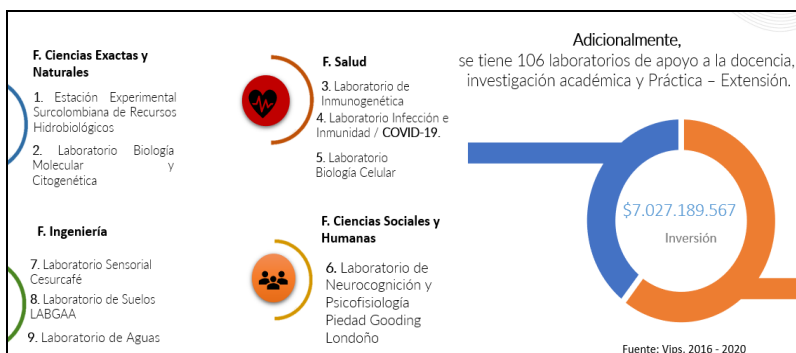 F. Ciencias Exactas y
Naturales
1. Estación Experimental
Surcolombiana de Recursos
Hidrobiológicos
2. Laboratorio Biología
Molecular y
Citogenética
F. Ingeniería
7. Laboratorio Sensorial
Cesurcafé
8. Laboratorio de Suelos
LABGAA
9. Laboratorio de Aguas
F. Salud
3. Laboratorio de
Inmunogenética
4. Laboratorio Infección e
Inmunidad / COVID-19.
5. Laboratorio
Biología Celular
F. Ciencias Sociales y
Humanas
6. Laboratorio de
Neurocognición y
Psicofisiología
Piedad Gooding
Londoño
Adicionalmente,
se tiene 106 laboratorios de apoyo a la docencia,
investigación académica y Práctica – Extensión.
$7.027.189.567
Inversión
Fuente: Vips. 2016 - 2020